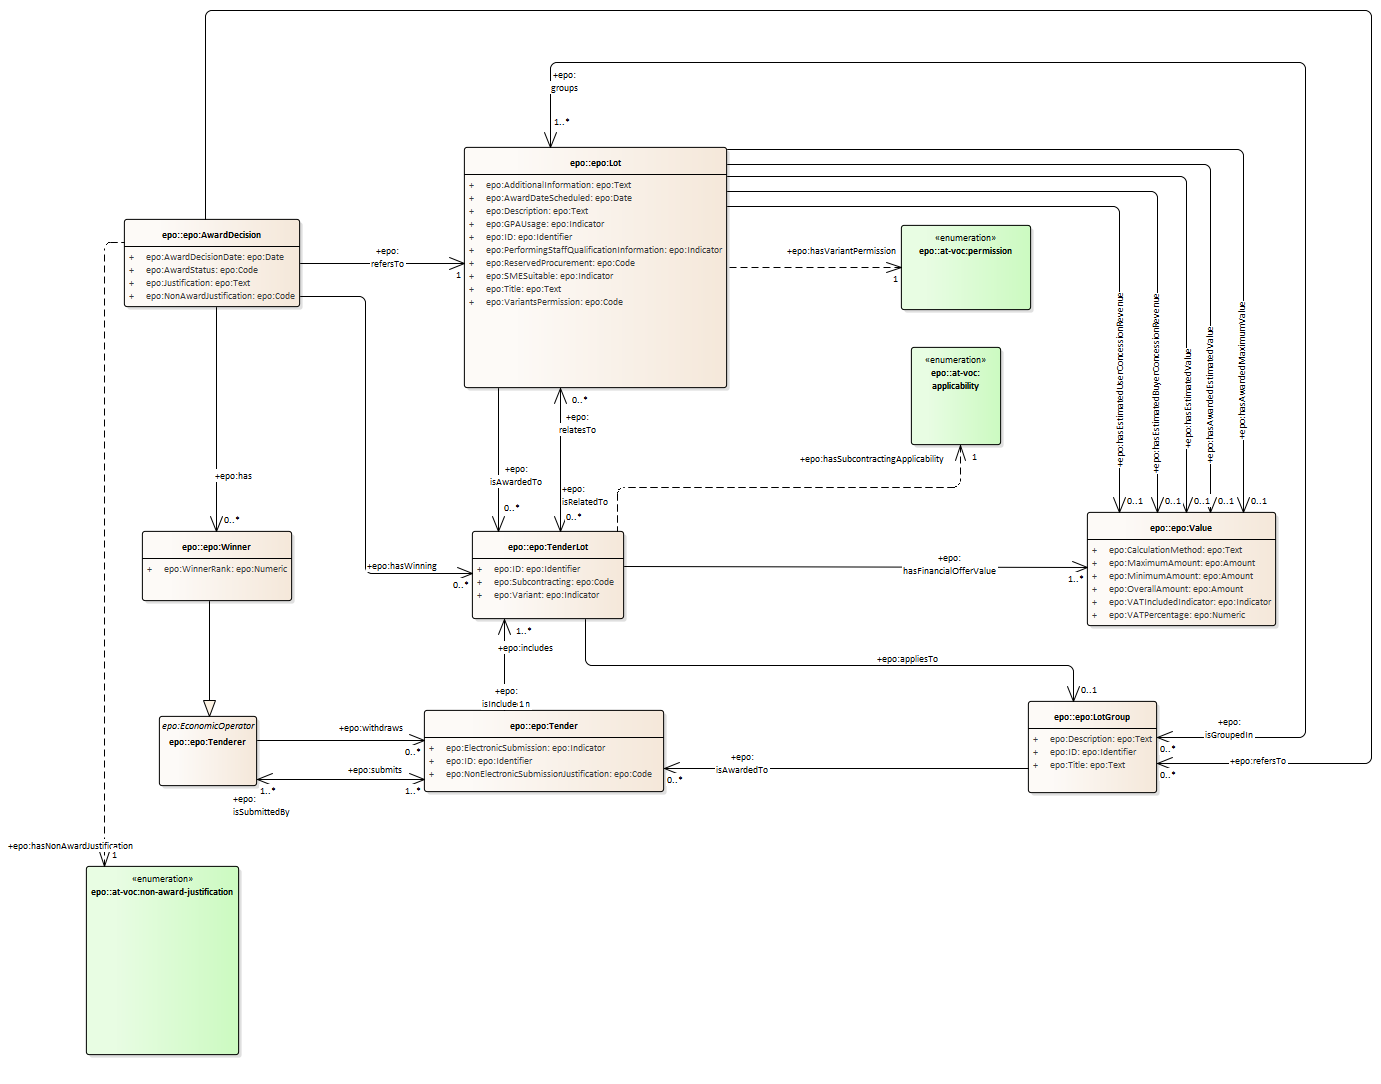 +epo:
groups
1..*
epo::epo:Lot
+ epo:AdditionalInformation: epo:Text
+ epo:AwardDateScheduled: epo:Date
+ epo:Description: epo:Text
+ epo:GPAUsage: epo:Indicator
+ epo:ID: epo:Identifier
+ epo:PerformingStaffQualificationInformation: epo:Indicator
+ epo:ReservedProcurement: epo:Code
+ epo:SMESuitable: epo:Indicator
+ epo:Title: epo:Text
+ epo:VariantsPermission: epo:Code
epo::epo:AwardDecision
+ epo:AwardDecisionDate: epo:Date
+ epo:AwardStatus: epo:Code
+ epo:Justification: epo:Text
+ epo:NonAwardJustification: epo:Code
+epo:
refersTo
1
+epo:hasVariantPermission
1
«enumeration»
epo::at-voc:permission
«enumeration»
epo::at-voc:
applicability
+epo:hasSubcontractingApplicability
1
+epo:hasEstimatedUserConcessionRevenue
+epo:hasEstimatedBuyerConcessionRevenue
+epo:hasEstimatedValue
+epo:hasAwardedEstimatedValue
+epo:hasAwardedMaximumValue
0..1
0..1
0..1
0..1
0..1
0..*
+epo:
relatesTo
+epo:
isAwardedTo
0..*
+epo:
isRelatedTo
0..*
+epo:has
0..*
epo::epo:Winner
+ epo:WinnerRank: epo:Numeric
+epo:hasWinning
0..*
epo::epo:TenderLot
+ epo:ID: epo:Identifier
+ epo:Subcontracting: epo:Code
+ epo:Variant: epo:Indicator
+epo:
hasFinancialOfferValue
1..*
epo::epo:Value
+ epo:CalculationMethod: epo:Text
+ epo:MaximumAmount: epo:Amount
+ epo:MinimumAmount: epo:Amount
+ epo:OverallAmount: epo:Amount
+ epo:VATIncludedIndicator: epo:Indicator
+ epo:VATPercentage: epo:Numeric
1..*
+epo:includes
+epo:
isIncludedIn
1
+epo:appliesTo
0..1
epo:EconomicOperator
epo::epo:Tenderer
+epo:withdraws
0..*
+epo:submits
1..*
1..*
+epo:
isSubmittedBy
epo::epo:Tender
+ epo:ElectronicSubmission: epo:Indicator
+ epo:ID: epo:Identifier
+ epo:NonElectronicSubmissionJustification: epo:Code
+epo:
isAwardedTo
0..*
epo::epo:LotGroup
+ epo:Description: epo:Text
+ epo:ID: epo:Identifier
+ epo:Title: epo:Text
+epo:
isGroupedIn
0..*
+epo:refersTo
0..*
+epo:hasNonAwardJustification
1
«enumeration»
epo::at-voc:non-award-justification